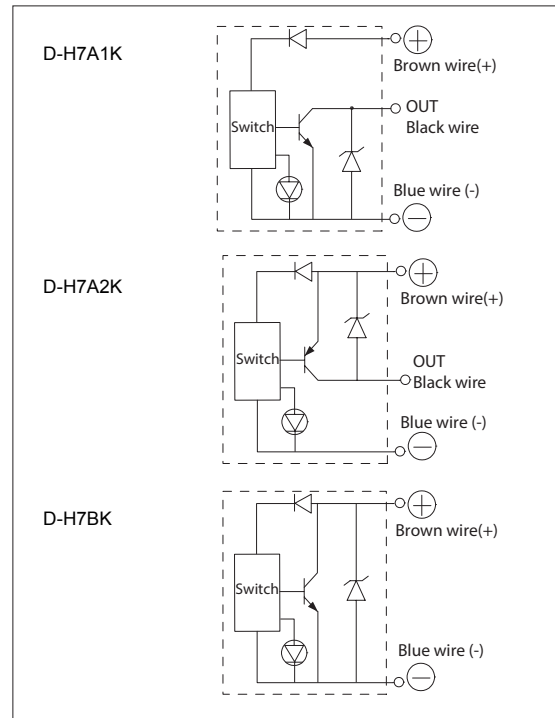 D-H7A1K
Brown wire(+)
OUT
Switch
Black wire
Blue wire (-)
D-H7A2K
Brown wire(+)
Switch
OUT
Black wire
Blue wire (-)
D-H7BK
Brown wire(+)
Switch
Blue wire (-)